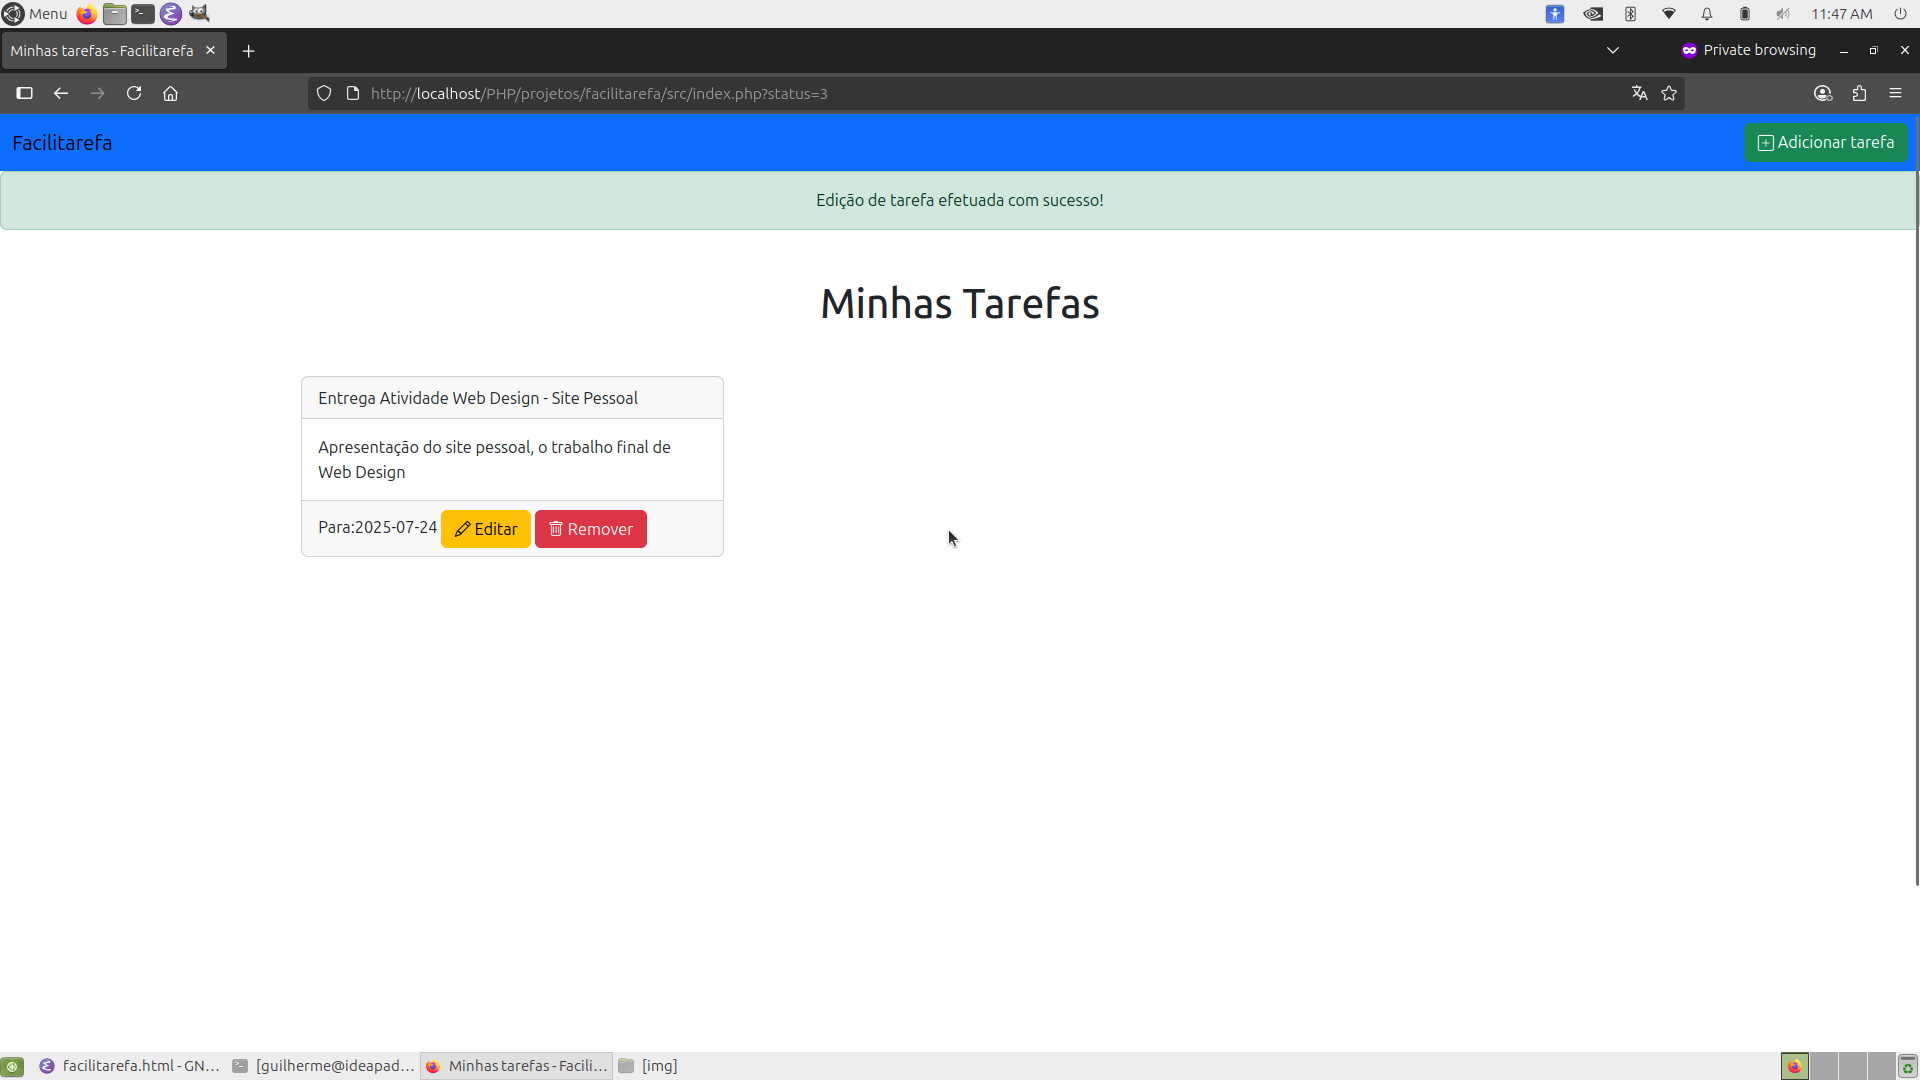 Menu
11:47 AM
Minhas tarefas - Facilitarefa
Private browsing
http://localhost/PHP/projetos/facilitarefa/src/index.php?status=3
Facilitarefa
Adicionar tarefa
Edição de tarefa efetuada com sucesso!
Minhas Tarefas
Entrega Atividade Web Design - Site Pessoal
Apresentação do site pessoal, o trabalho final de
Web Design
Para:2025-07-24 Editar Remover
facilitarefa.html - GN... [guilherme@ideapad... Minhas tarefas - Facili... [img]